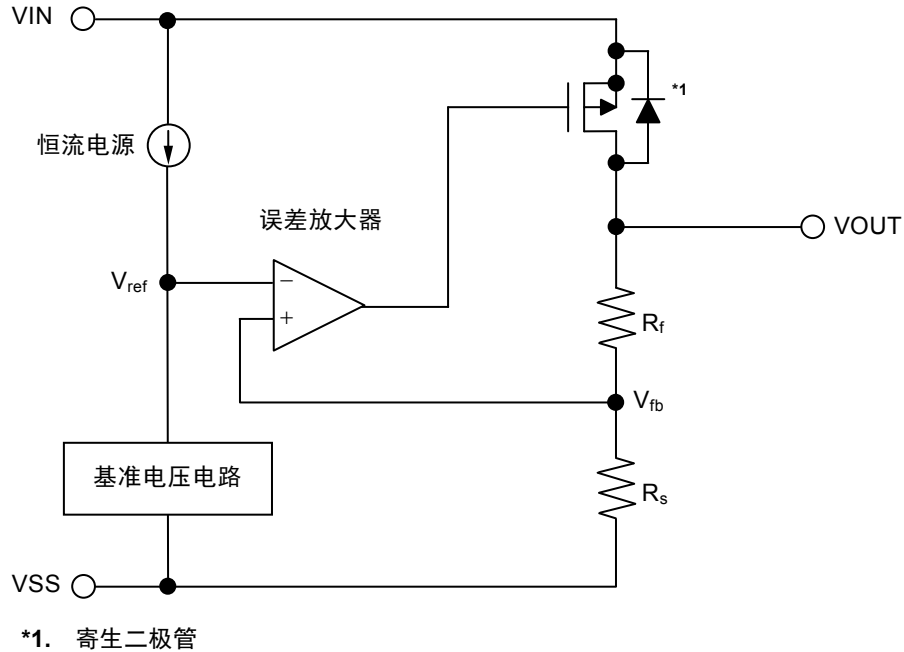 VIN
*1
恒流电源
误差放大器
VOUT
Vref
−
+
Rf
Vfb
基准电压电路
Rs
VSS
*1. 寄生二极管